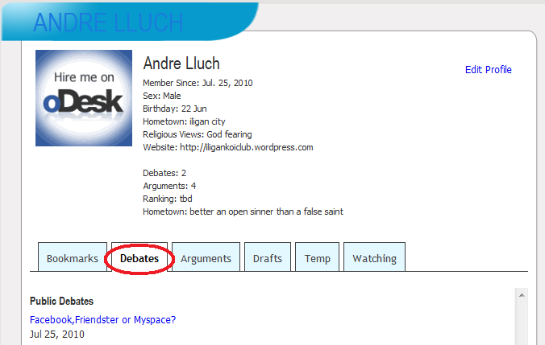 ANDRE LLUCH
Hire me on
oDesk
Andre Lluch
Edit Profile
Member Since: Jul. 25, 2010
Sex: Male
Birthday: 22 Jun
Hometown: iligan city
Religious Views: God fearing
Website: http://iligankoiclub.wordpress.com
Debates: 2
Arguments: 4
Ranking: tbd
Hometown: better an open sinner than a false saint
Bookmarks Debates Arguments Drafts Temp Watching
Public Debates
Facebook,Friendster or Myspace?
Jul 25, 2010